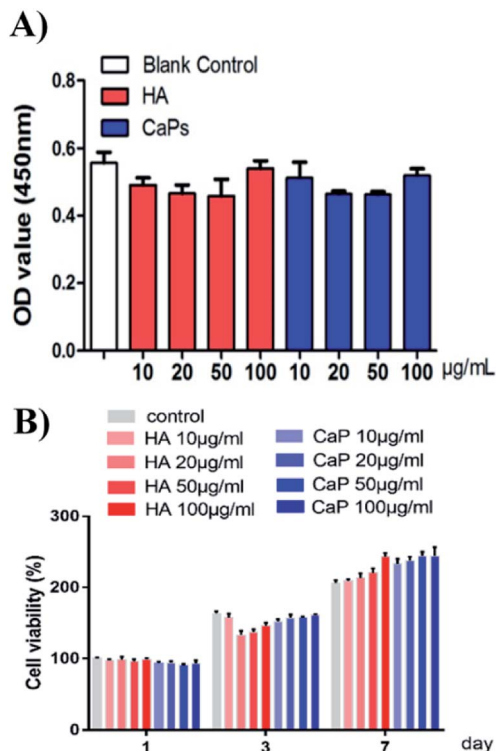 A)
Blank Control
HA
CaPs
OD value (450nm)
0.8
0.6
0.4
0.2
0.0
10 20 50 100 10 20 50 100 µg/mL
B)
control
HA 10µg/ml CaP 10µg/ml
HA 20µg/ml CaP 20µg/ml
HA 50µg/ml CaP 50µg/ml
HA 100µg/ml CaP 100µg/ml
Cell viability (%)
300
200
100
0
1 3 7 day